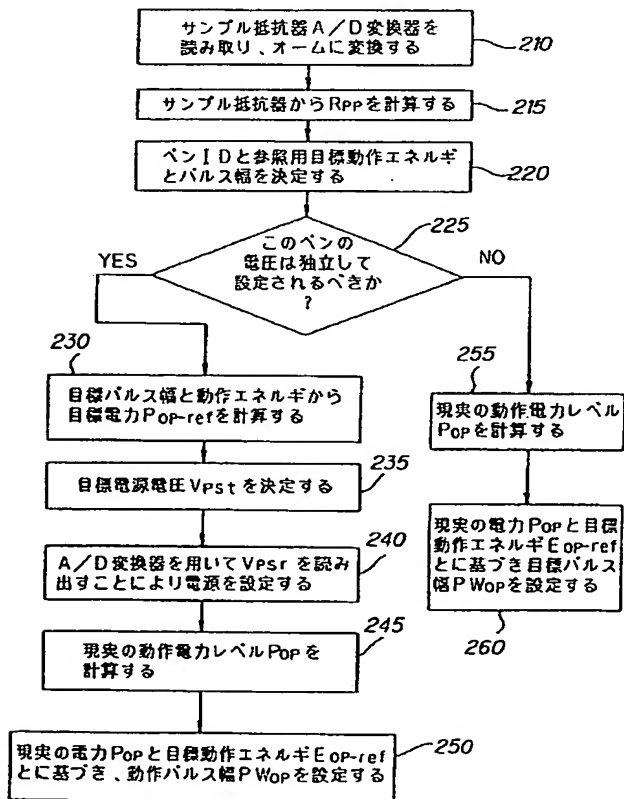 サンプル抵抗器A／D変換器を
読み取り、オームに変換する
210
サンプル抵抗器からRPPを計算する
215
ペンIDと参照用目標動作エネルギ
とパルス幅を決定する
220
225
このペンの
電圧は独立して
設定されるべきか
?
YES
NO
230
目標パルス幅と動作エネルギから
目標電力POP-refを計算する
235
目標電源電圧VPStを決定する
240
A／D変換器を用いてVPSrを読み
出すことにより電源を設定する
245
現実の動作電力レベルPOPを
計算する
現実の電力POPと目標動作エネルギEOP-ref
とに基づき、動作パルス幅PWOPを設定する
250
255
現実の動作電力レベル
POPを計算する
現実の電力POPと目標
動作エネルギEOP-ref
とに基づき目標パルス
幅PWOPを設定する
260